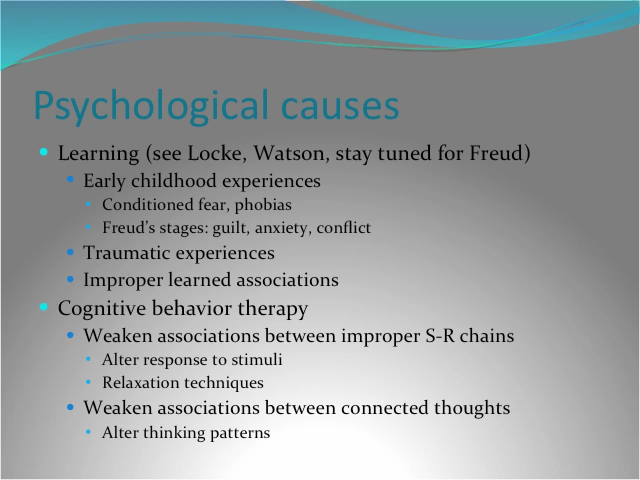 Psychological causes
• Learning (see Locke, Watson, stay tuned for Freud)
• Early childhood experiences
• Conditioned fear, phobias
• Freud’s stages: guilt, anxiety, conflict
• Traumatic experiences
• Improper learned associations
• Cognitive behavior therapy
• Weaken associations between improper S-R chains
• Alter response to stimuli
• Relaxation techniques
• Weaken associations between connected thoughts
• Alter thinking patterns